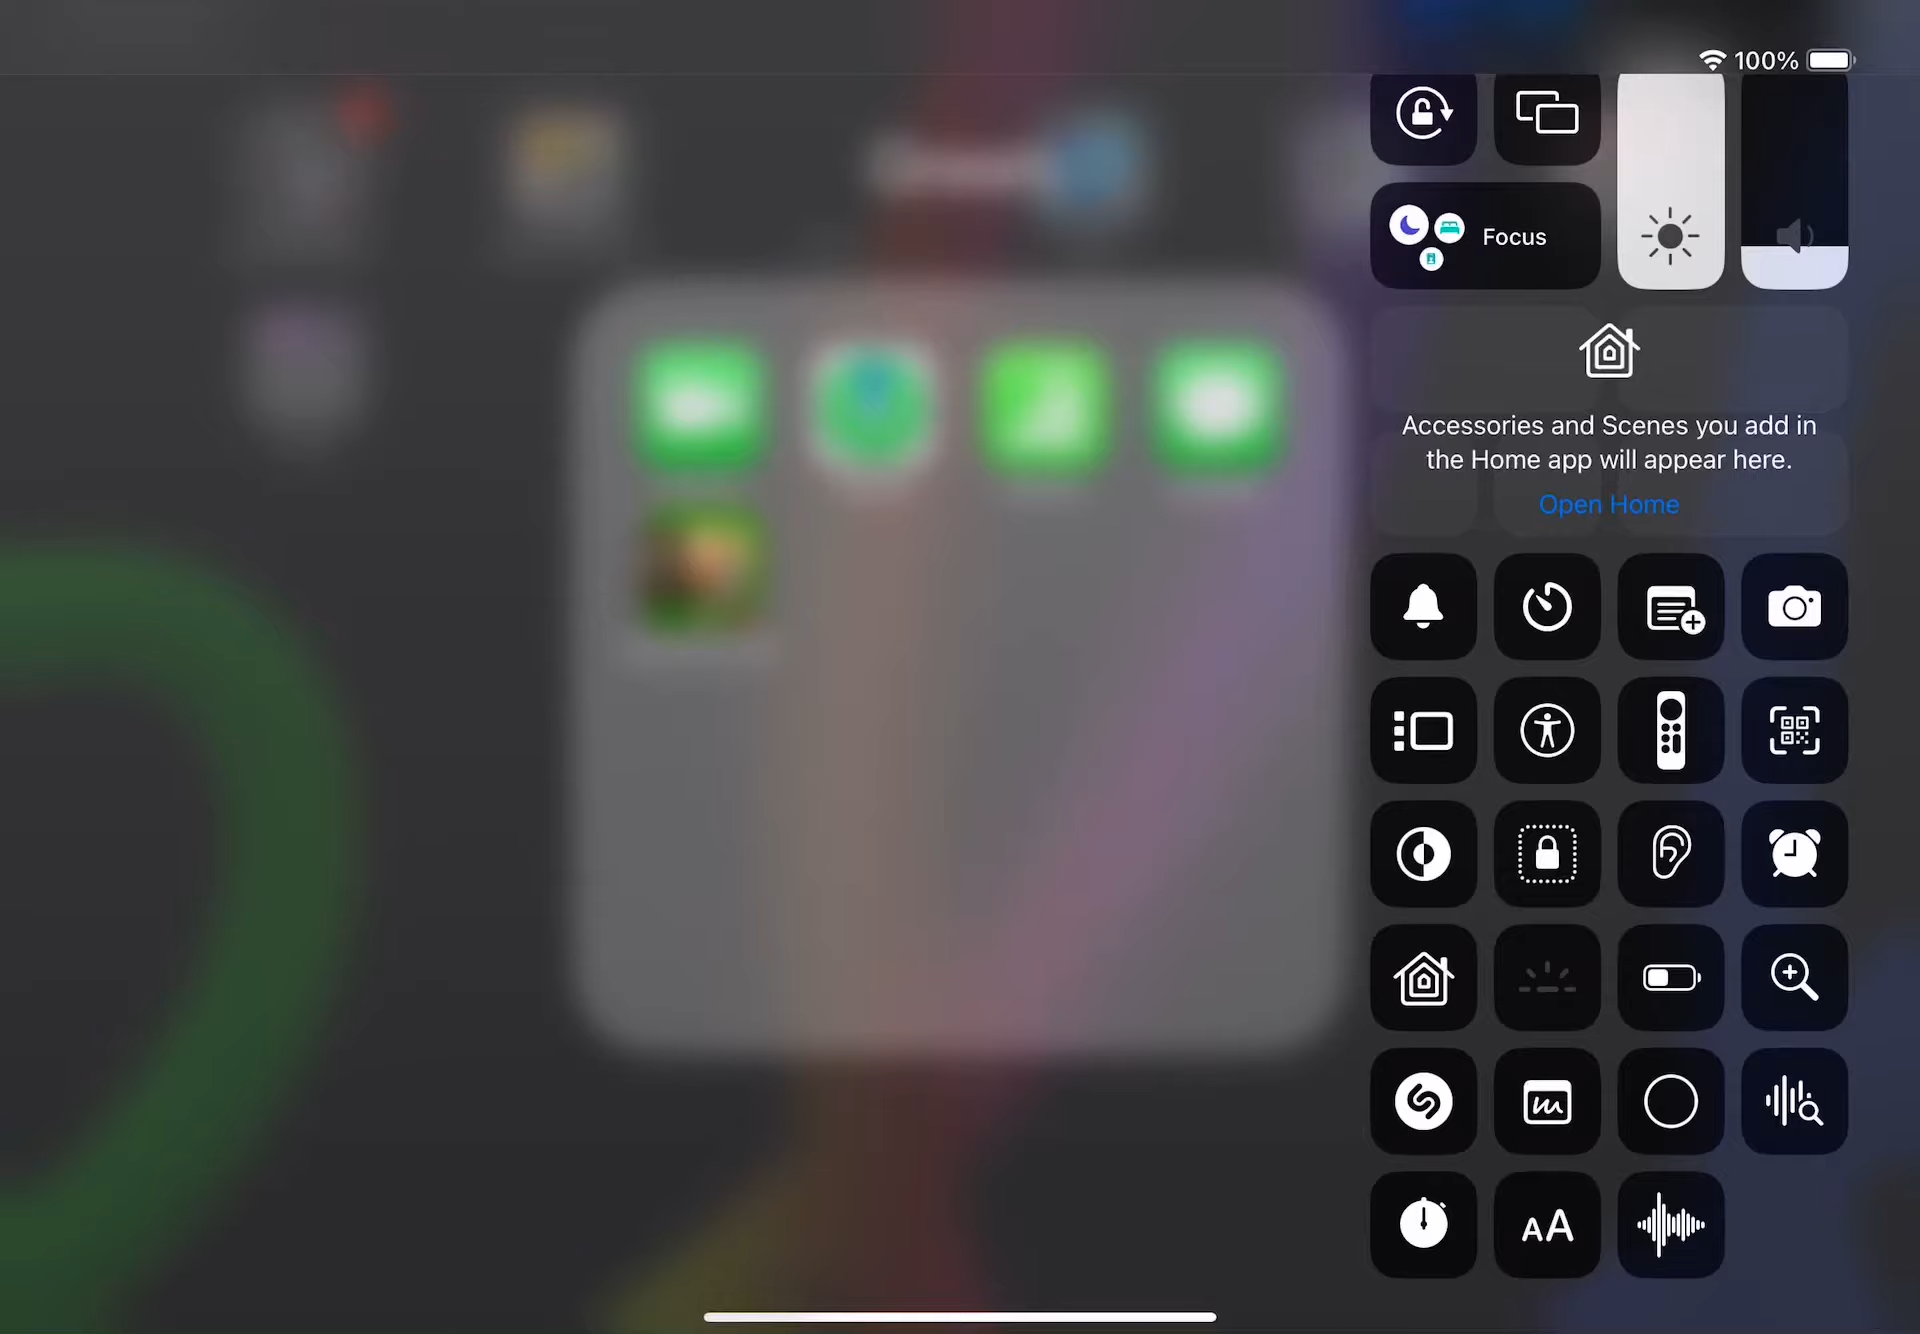 100%
Focus
Accessories and Scenes you add in
the Home app will appear here.
Open Home
AA